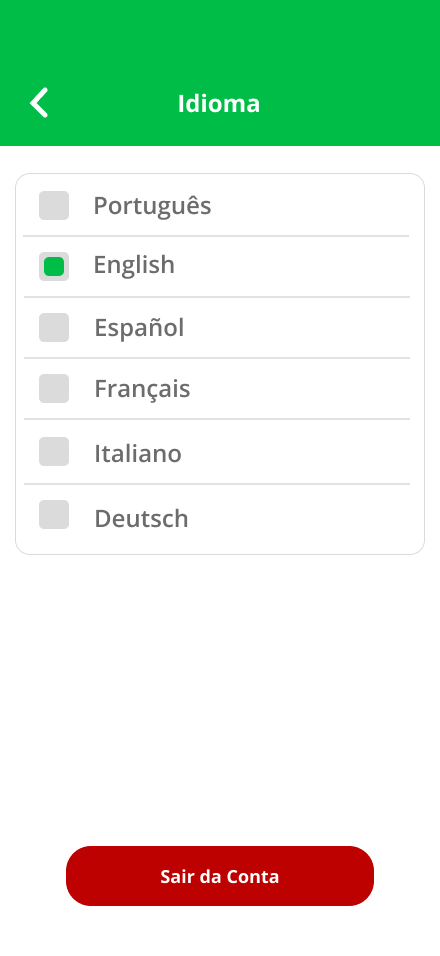 Idioma
Português
English
Español
Français
Italiano
Deutsch
Sair da Conta